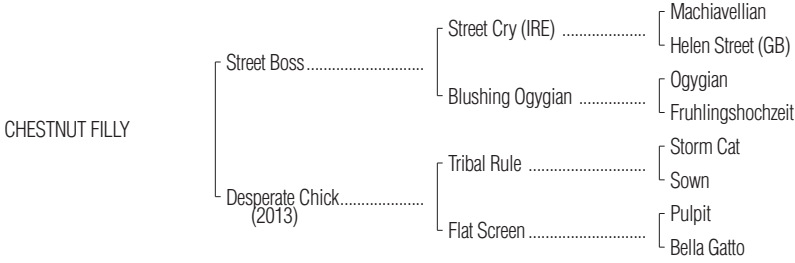 Machiavellian
Street Cry (IRE) ....................
Helen Street (GB)
Street Boss............................
Ogygian
Blushing Ogygian ................
Fruhlingshochzeit
CHESTNUT FILLY
Storm Cat
Tribal Rule ............................
Sown
Desperate Chick....................
(2013)
Pulpit
Flat Screen ............................
Bella Gatto